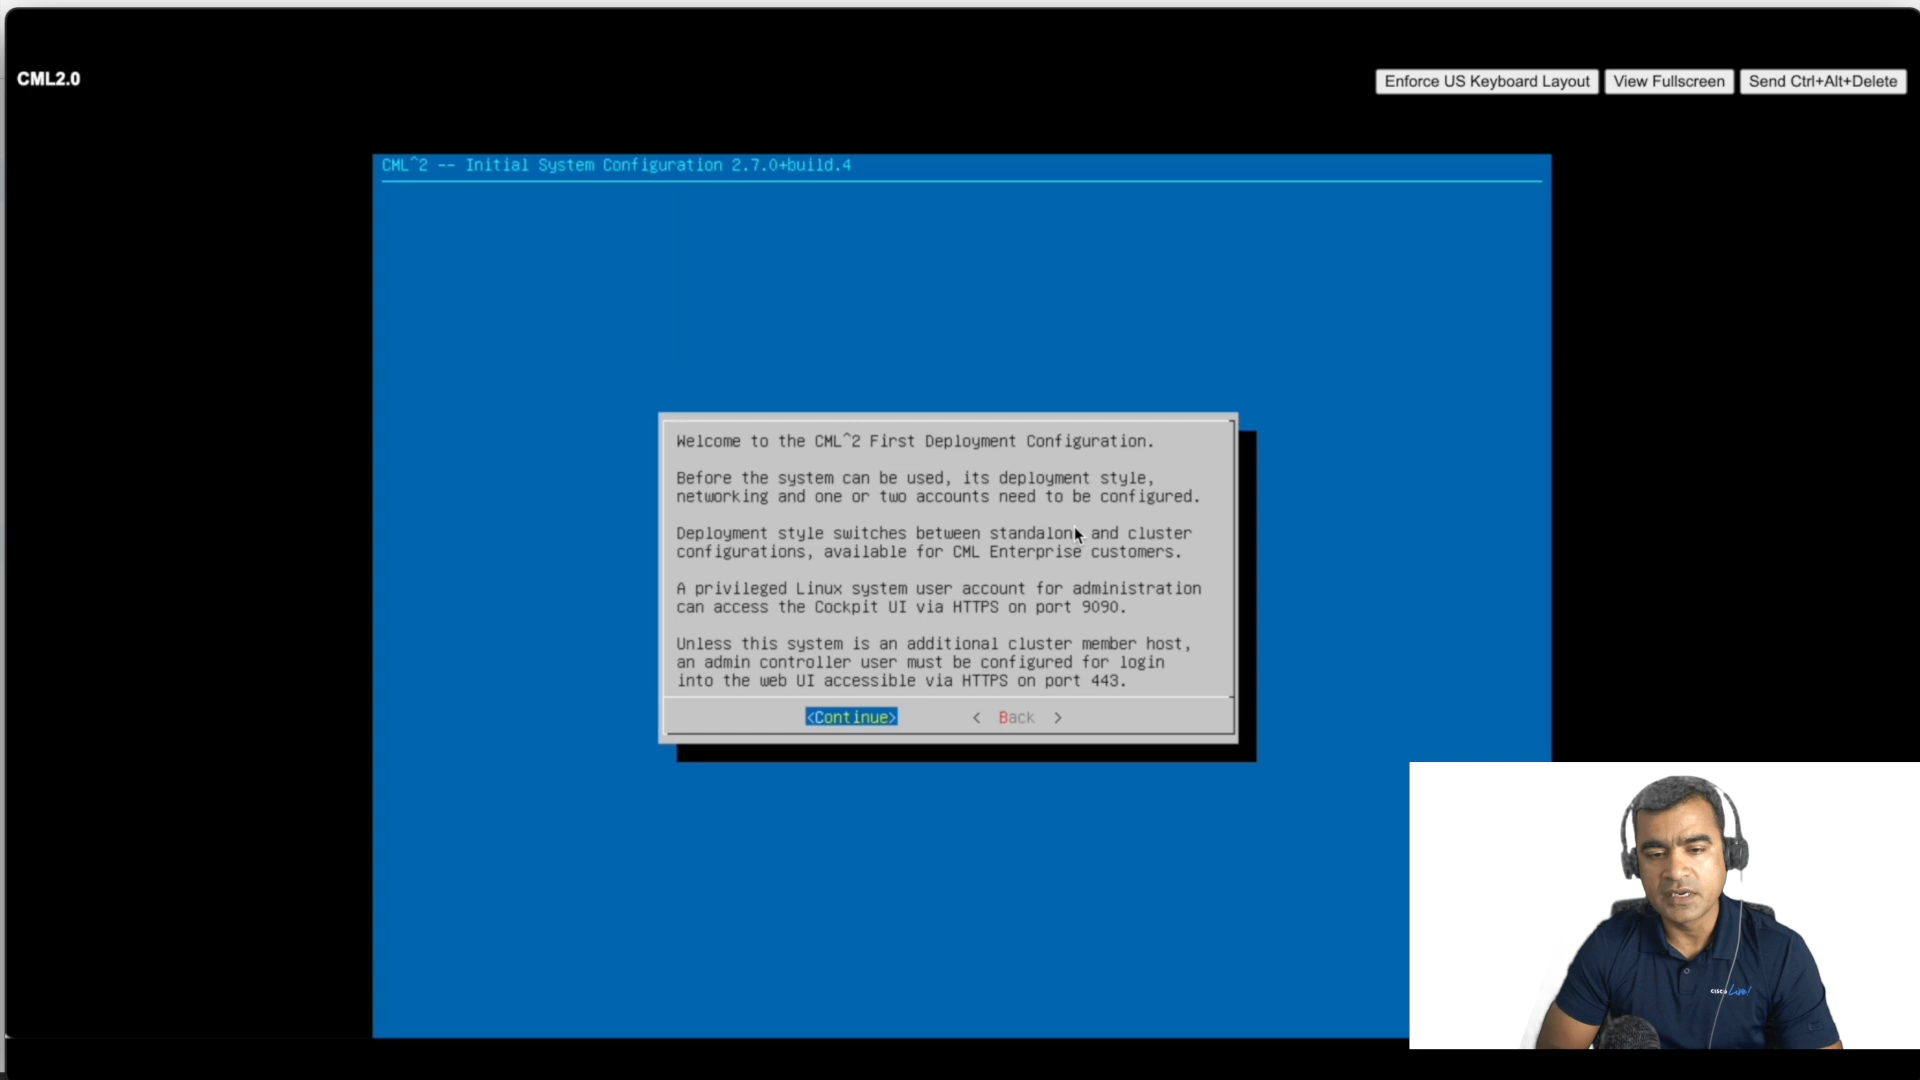 CML2.0
Enforce US Keyboard Layout View Fullscreen Send Ctrl+Alt+Delete
CML^2 -- Initial System Configuration 2.7.0+build.4
Welcome to the CML^2 First Deployment Configuration.
Before the system can be used, its deployment style,
networking and one or two accounts need to be configured.
Deployment style switches between standalone and cluster
configurations, available for CML Enterprise customers.
A privileged Linux system user account for administration
can access the Cockpit UI via HTTPS on port 9090.
Unless this system is an additional cluster member host,
an admin controller user must be configured for login
into the web UI accessible via HTTPS on port 443.
<Continue> < Back >
cisco Live!